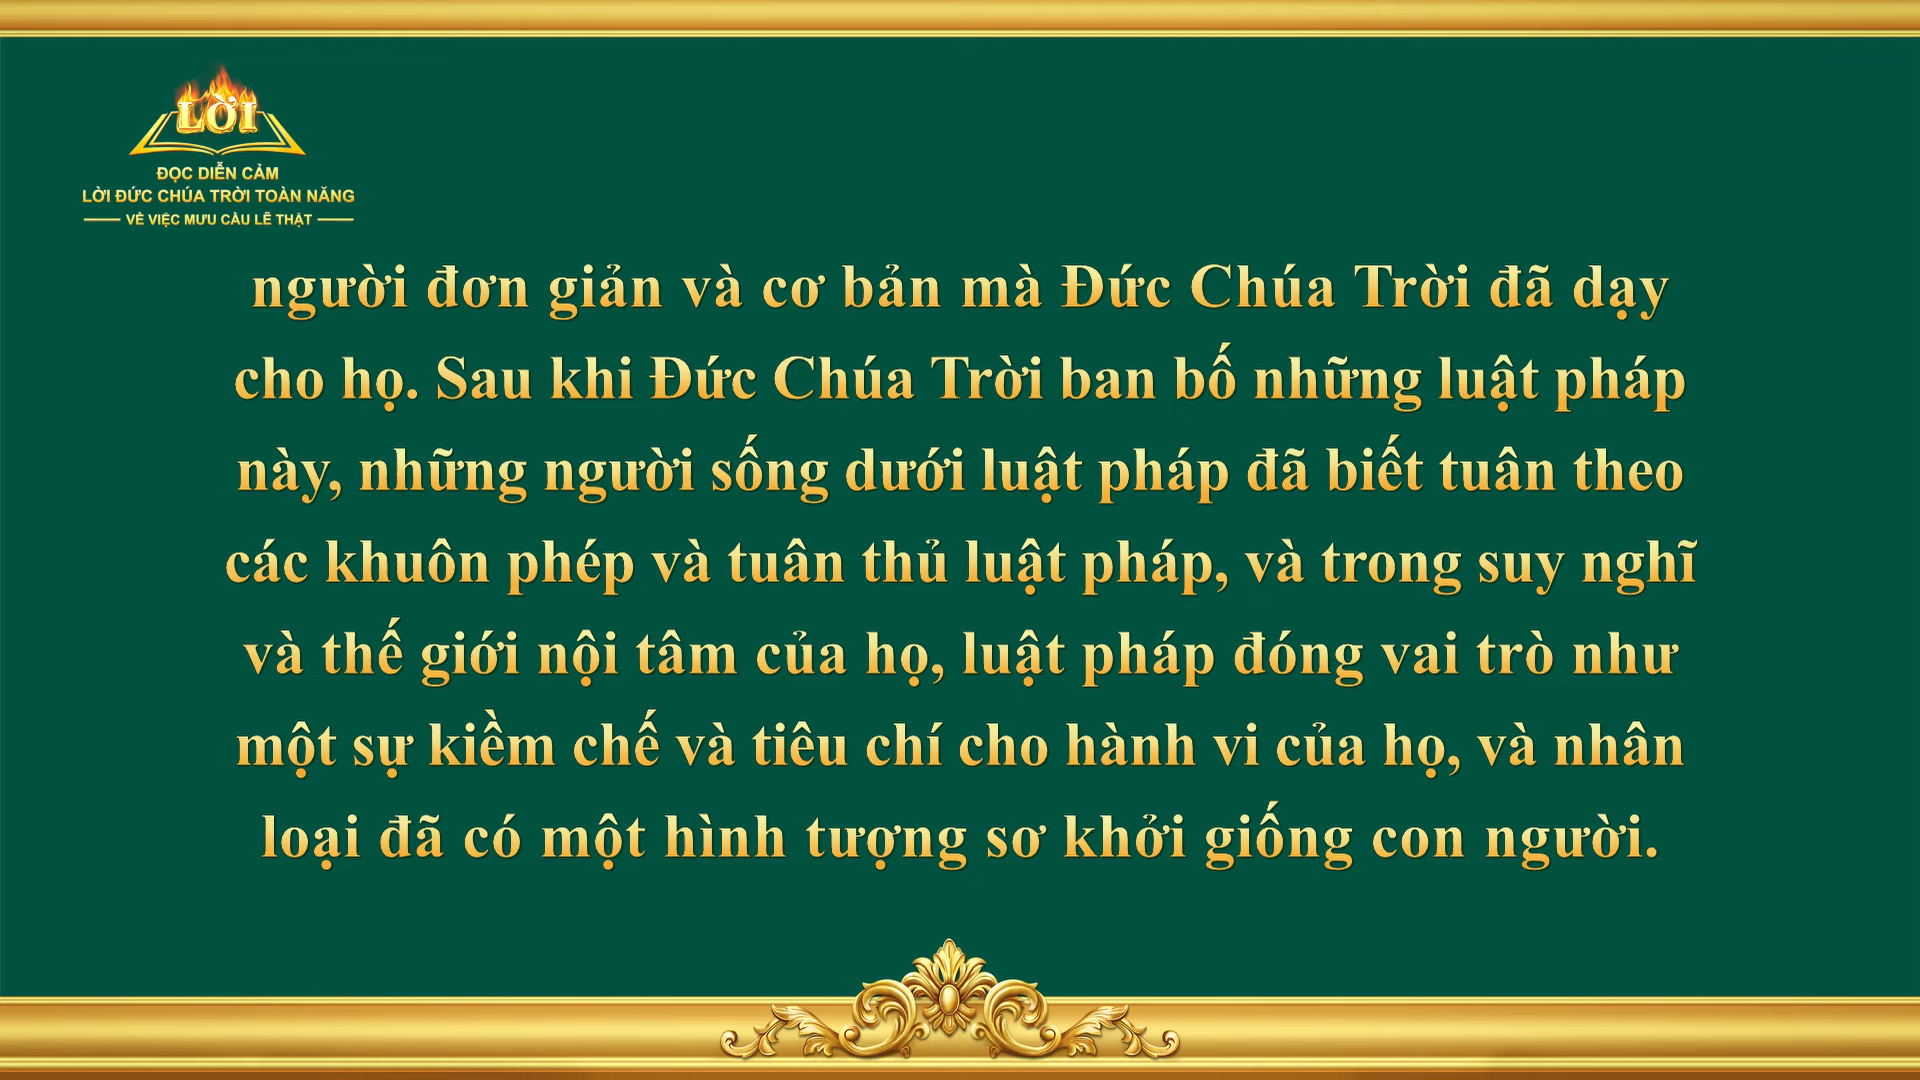 LỜI
ĐỌC DIỄN CẢM
LỜI ĐỨC CHÚA TRỜI TOÀN NĂNG
VỀ VIỆC MƯU CẦU LẼ THẬT
người đơn giản và cơ bản mà Đức Chúa Trời đã dạy
cho họ. Sau khi Đức Chúa Trời ban bố những luật pháp
này, những người sống dưới luật pháp đã biết tuân theo
các khuôn phép và tuân thủ luật pháp, và trong suy nghĩ
và thế giới nội tâm của họ, luật pháp đóng vai trò như
một sự kiềm chế và tiêu chí cho hành vi của họ, và nhân
loại đã có một hình tượng sơ khởi giống con người.